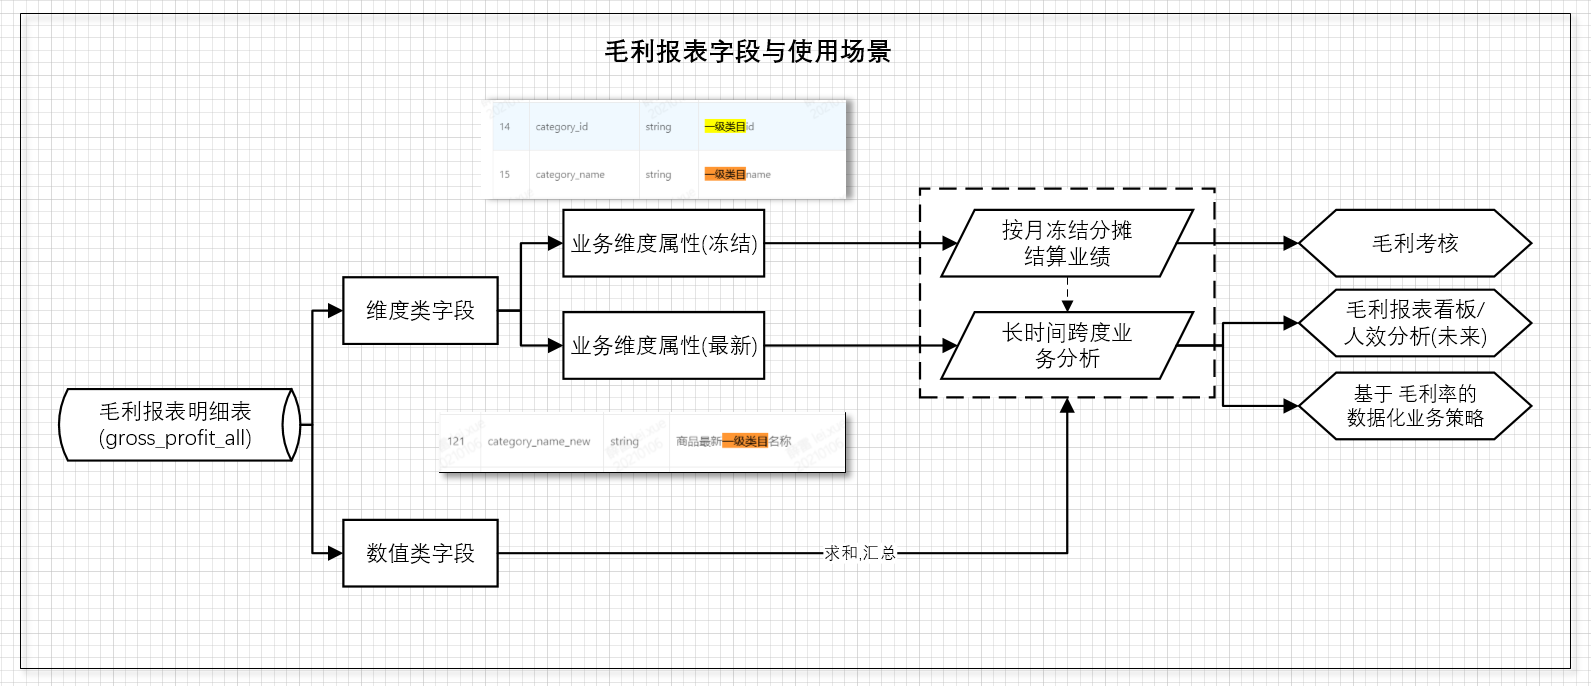 毛利报表字段与使用场景
14 category_id string 一级类目id
15 category_name string 一级类目name
业务维度属性(冻结)
按月冻结分摊
结算业绩
毛利考核
维度类字段
业务维度属性(最新)
长时间跨度业
务分析
毛利报表看板/
人效分析(未来)
基于 毛利率的
数据化业务策略
毛利报表明细表
(gross_profit_all)
121 category_name_new string 商品最新一级类目名称
数值类字段
求和,汇总